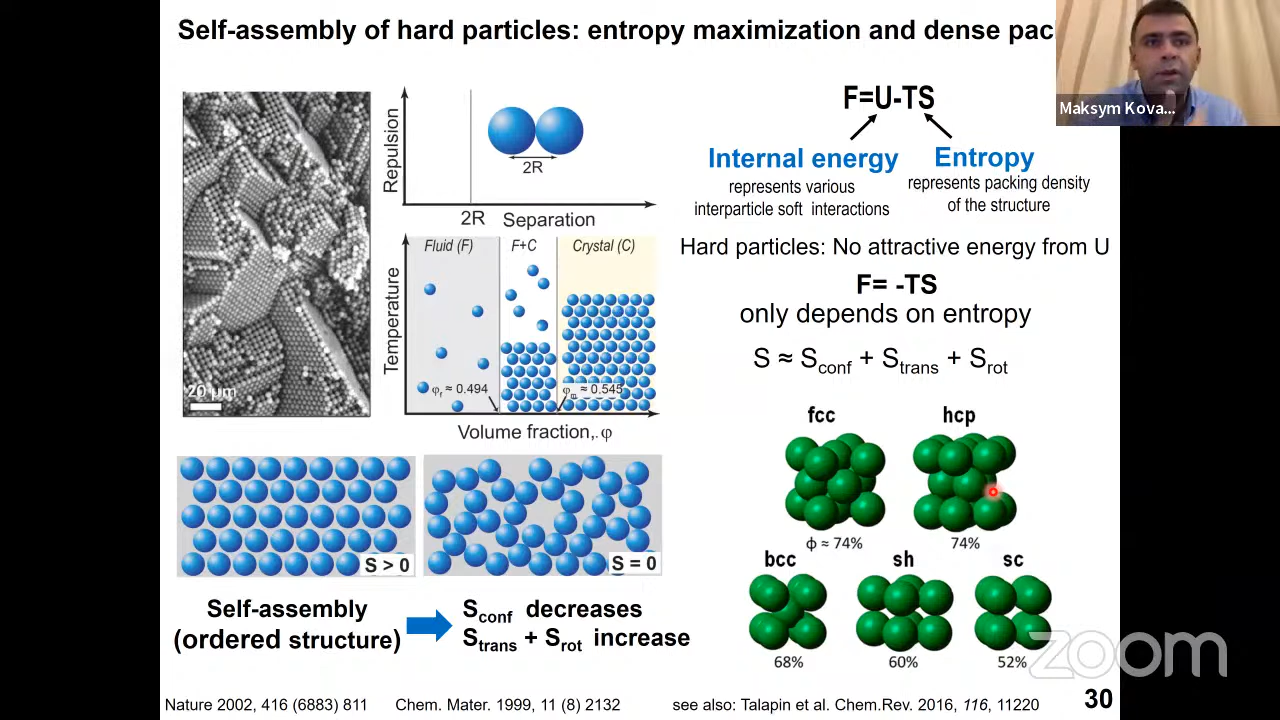 Self-assembly of hard particles: entropy maximization and dense pac
Maksym Kova...
20 µm
Repulsion
2R
2R
Separation
Temperature
Fluid (F)
F+C
Crystal (C)
φf ≈ 0.494
φm ≈ 0.545
Volume fraction, φ
S > 0
S = 0
Self-assembly
(ordered structure)
Sconf decreases
Strans + Srot increase
F=U-TS
Internal energy
represents various
interparticle soft interactions
Entropy
represents packing density
of the structure
Hard particles: No attractive energy from U
F= -TS
only depends on entropy
S ≈ Sconf + Strans + Srot
fcc
hcp
ϕ ≈ 74%
74%
bcc
sh
sc
68%
60%
52%
zoom
Nature 2002, 416 (6883) 811
Chem. Mater. 1999, 11 (8) 2132
see also: Talapin et al. Chem.Rev. 2016, 116, 11220
30